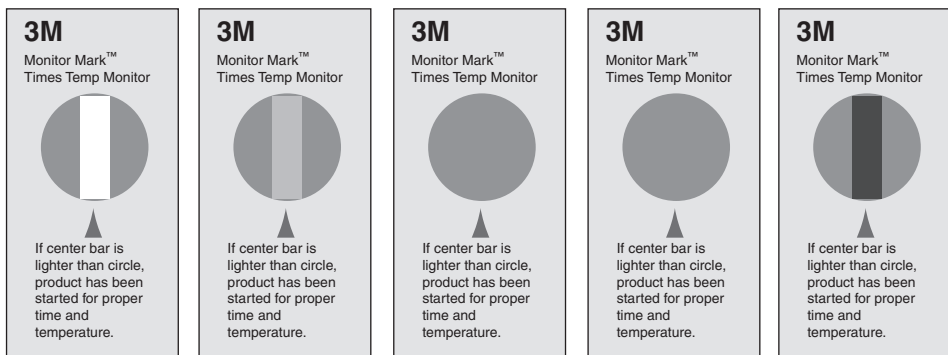 3M
Monitor Mark™
Times Temp Monitor
If center bar is
lighter than circle,
product has been
started for proper
time and
temperature.
3M
Monitor Mark™
Times Temp Monitor
If center bar is
lighter than circle,
product has been
started for proper
time and
temperature.
3M
Monitor Mark™
Times Temp Monitor
If center bar is
lighter than circle,
product has been
started for proper
time and
temperature.
3M
Monitor Mark™
Times Temp Monitor
If center bar is
lighter than circle,
product has been
started for proper
time and
temperature.
3M
Monitor Mark™
Times Temp Monitor
If center bar is
lighter than circle,
product has been
started for proper
time and
temperature.